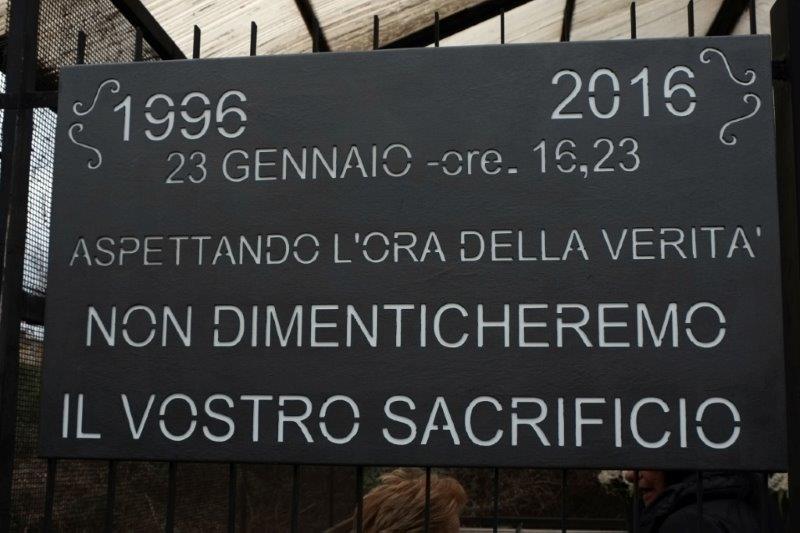 1996 2016
23 GENNAIO -ore. 16,23
ASPETTANDO L'ORA DELLA VERITA'
NON DIMENTICHEREMO
IL VOSTRO SACRIFICIO